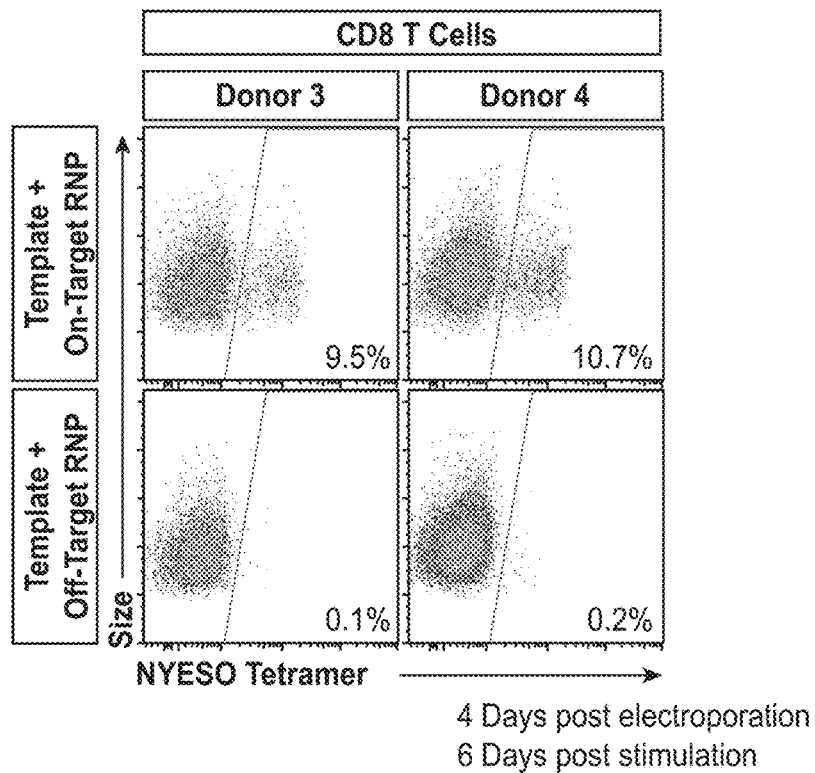 CD8 T Cells
Donor 3
Donor 4
Template +
On-Target RNP
9.5%
10.7%
Template +
Off-Target RNP
0.1%
0.2%
Size
NYESO Tetramer
4 Days post electroporation
6 Days post stimulation